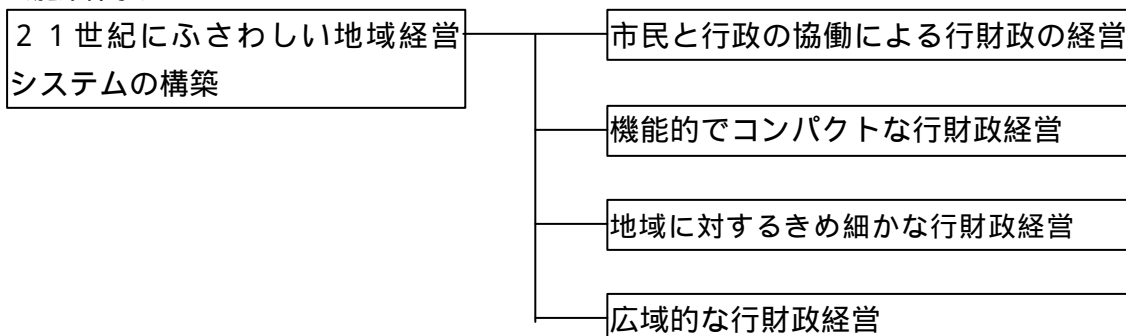 ２１世紀にふさわしい地域経営
システムの構築
市民と行政の協働による行財政の経営
機能的でコンパクトな行財政経営
地域に対するきめ細かな行財政経営
広域的な行財政経営